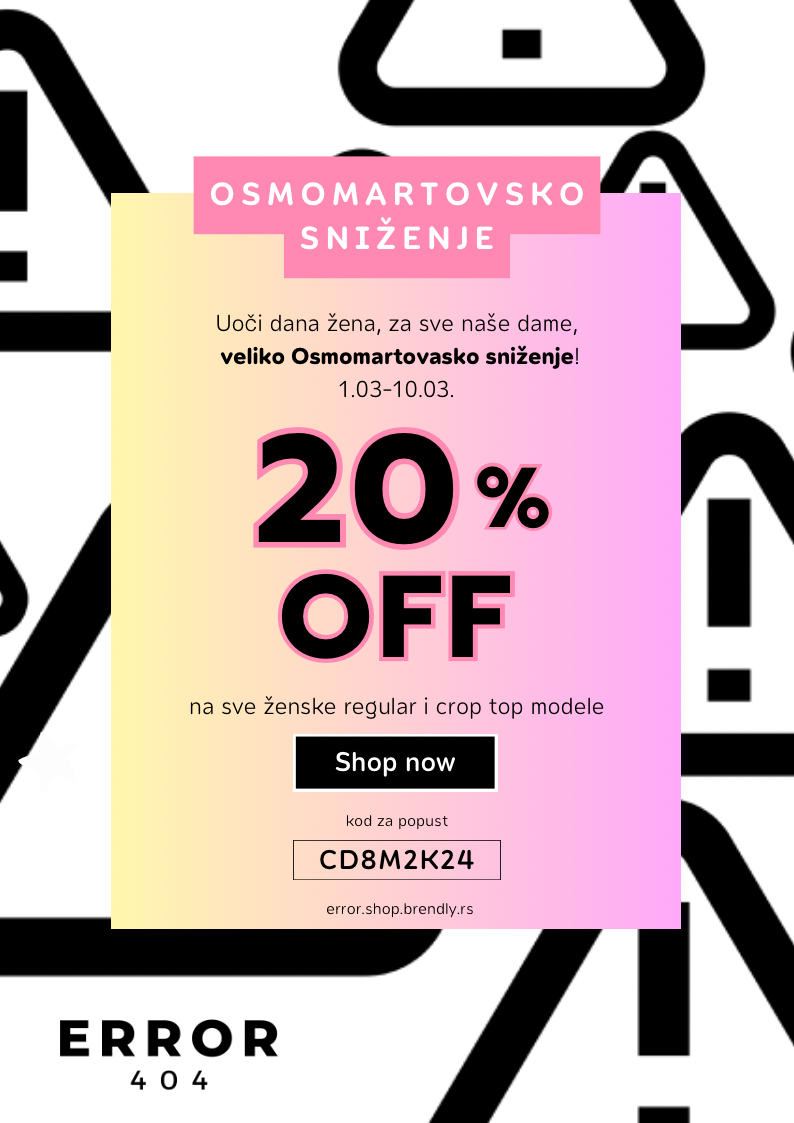 OSMOMARTOVSKO
SNIŽENJE
Uoči dana žena, za sve naše dame,
veliko Osmomartovasko sniženje!
1.03-10.03.
20 %
OFF
na sve ženske regular i crop top modele
Shop now
kod za popust
CD8M2K24
error.shop.brendly.rs
ERROR
404